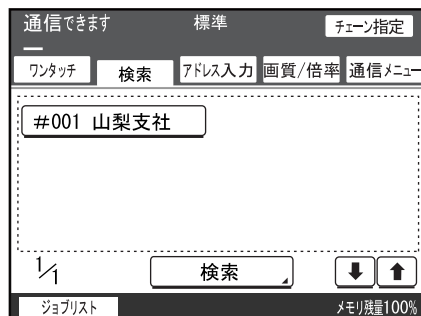 通信できます 標準 チェーン指定
ワンタッチ 検索 アドレス入力 画質/倍率 通信メニュー
#001 山梨支社
1/1 検索
ジョブリスト メモリ残量100%